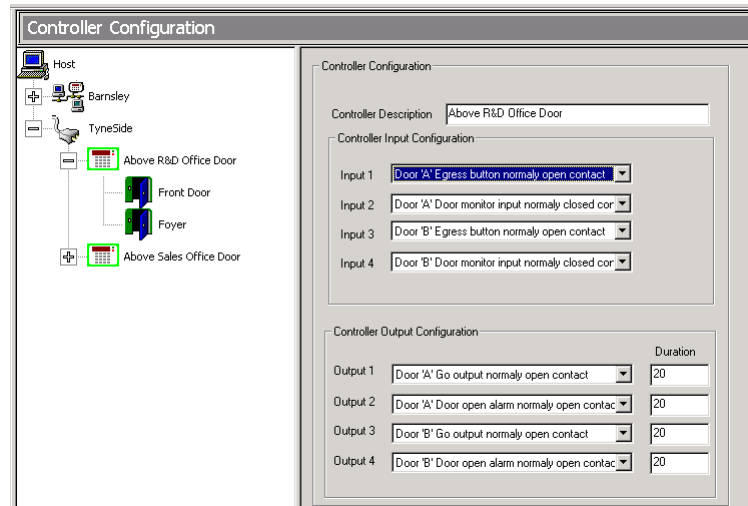 Controller Configuration
Host
Barnsley
TyneSide
Above R&D Office Door
Front Door
Foyer
Above Sales Office Door
Controller Configuration
Controller Description Above R&D Office Door
Controller Input Configuration
Input 1 Door 'A' Egress button normaly open contact
Input 2 Door 'A' Door monitor input normaly closed cor
Input 3 Door 'B' Egress button normaly open contact
Input 4 Door 'B' Door monitor input normaly closed cor
Controller Output Configuration
Duration
Output 1 Door 'A' Go output normaly open contact 20
Output 2 Door 'A' Door open alarm normaly open contac 20
Output 3 Door 'B' Go output normaly open contact 20
Output 4 Door 'B' Door open alarm normaly open contac 20